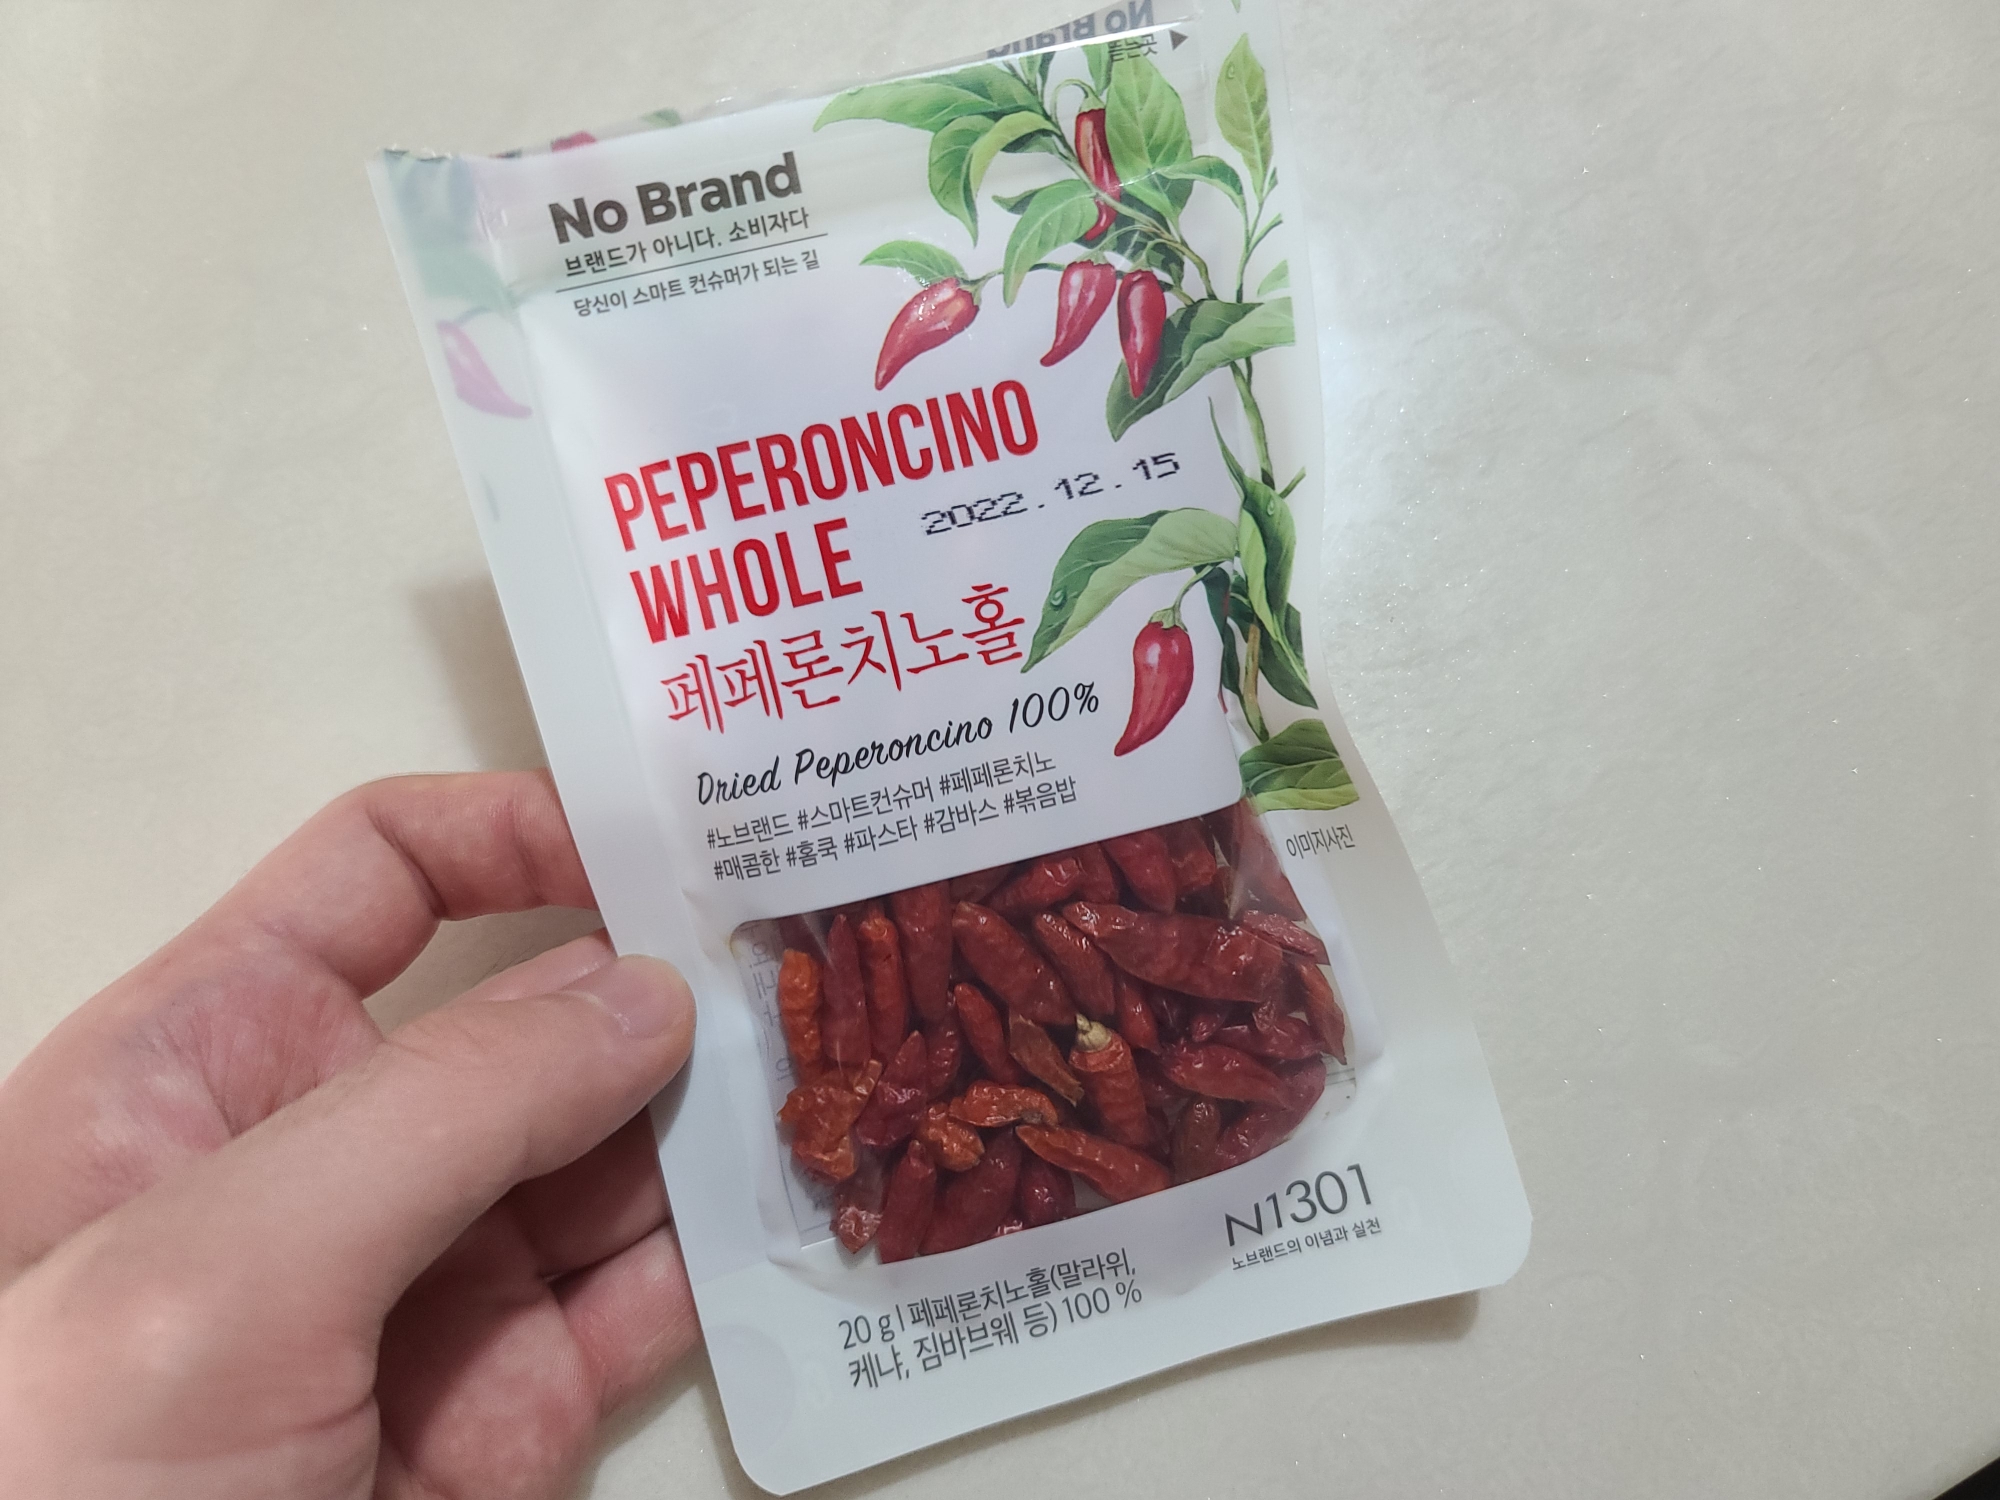 No Brand
뜯는곳 ▶
No Brand
브랜드가 아니다. 소비자다
당신이 스마트 컨슈머가 되는 길
PEPERONCINO
WHOLE
2022.12.15
페페론치노홀
Dried Peperoncino 100%
#노브랜드 #스마트컨슈머 #페페론치노
#매콤한 #홈쿡 #파스타 #감바스 #볶음밥
이미지사진
N1301
노브랜드의 이념과 실천
20 g | 페페론치노홀(말라위,
케냐, 짐바브웨 등) 100 %